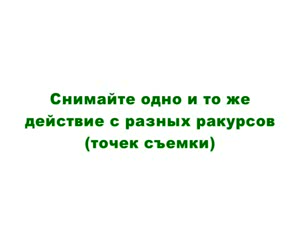 Снимайте одно и то же
действие с разных ракурсов
(точек съемки)